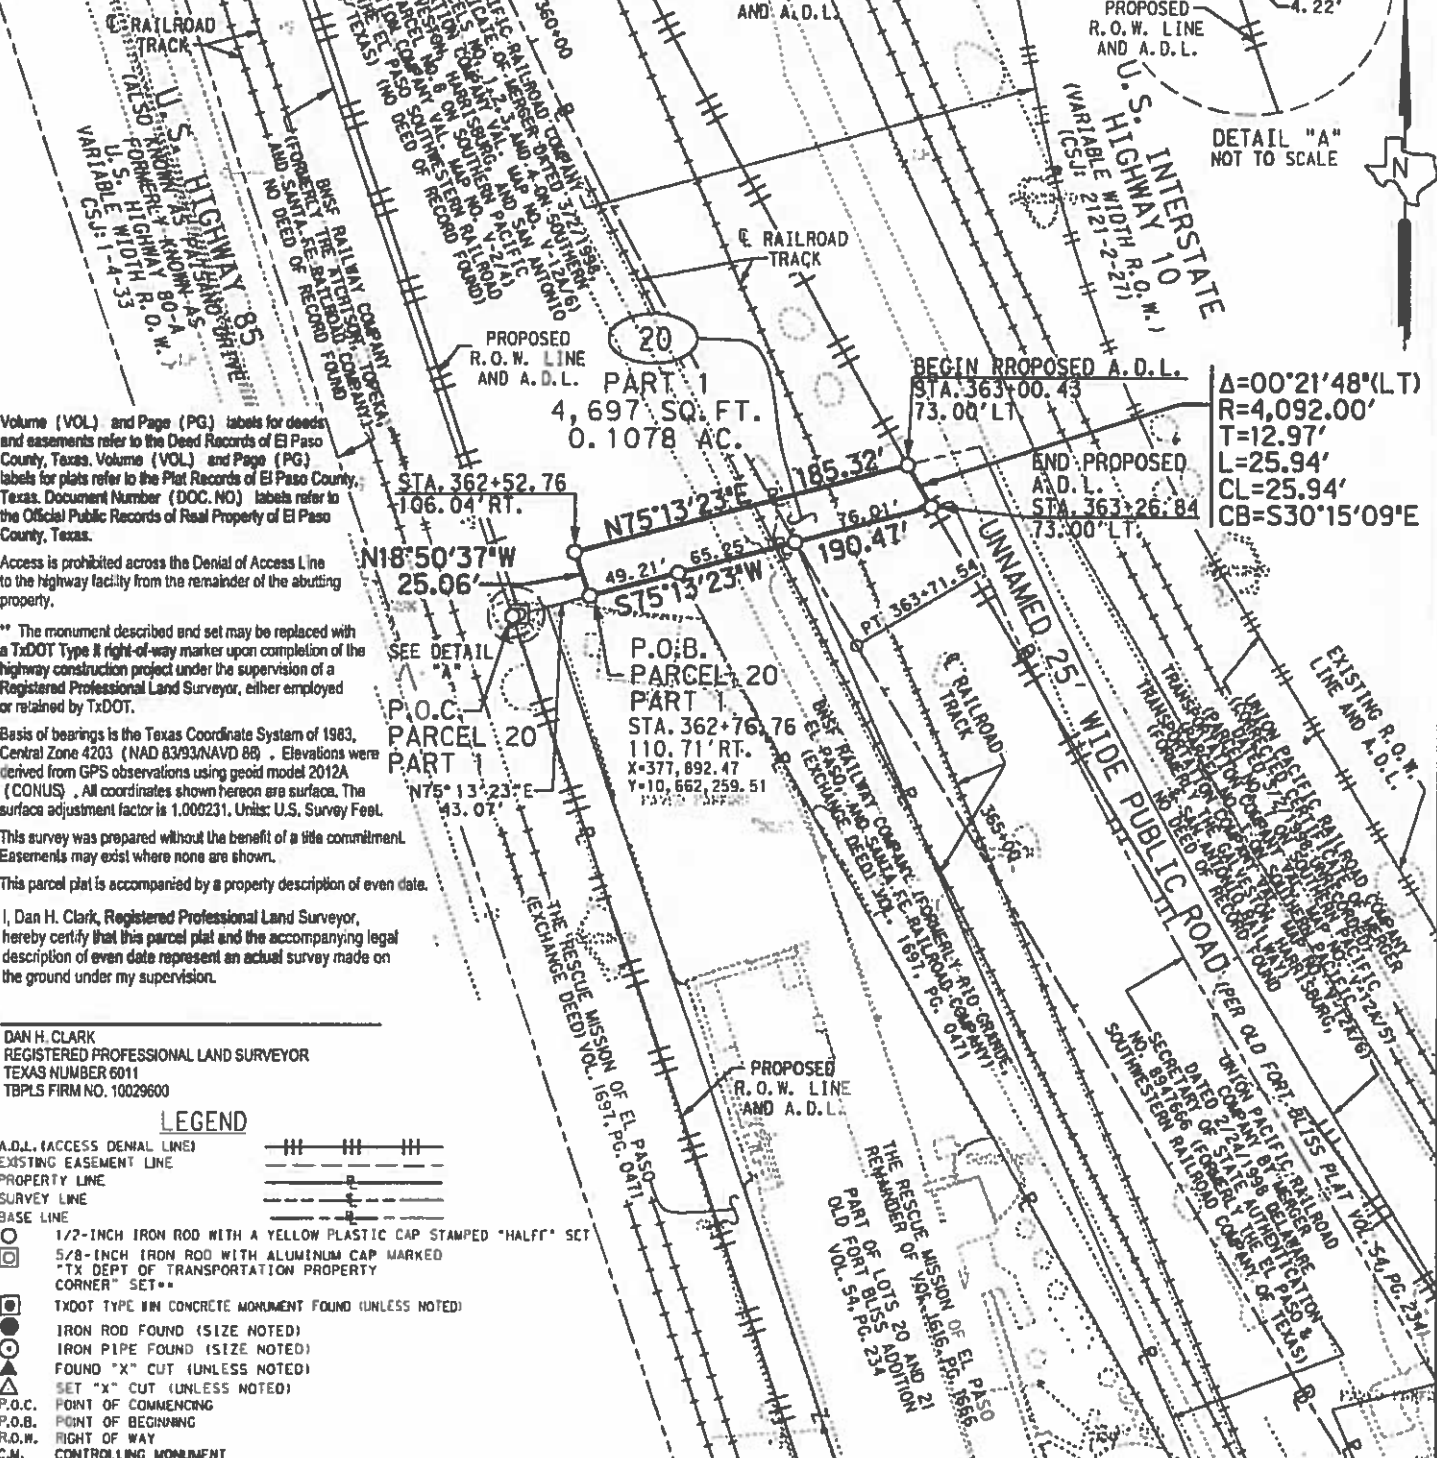 ℄ RAILROAD
TRACK
U.S. HIGHWAY 85
(ALSO KNOWN AS PAISANO DRIVE
FORMERLY KNOWN AS
U.S. HIGHWAY 80-A
VARIABLE WIDTH R.O.W.)
CSJ: 1-4-33
BNSF RAILWAY COMPANY
(FORMERLY THE ATCHISON, TOPEKA,
AND SANTA FE RAILROAD COMPANY)
NO DEED OF RECORD FOUND
360+00
AND A.D.L.
PROPOSED
R.O.W. LINE
AND A.D.L.
4.22'
DETAIL "A"
NOT TO SCALE
N
U.S. INTERSTATE
HIGHWAY 10
(VARIABLE WIDTH R.O.W.)
(CSJ: 2121-2-27)
℄ RAILROAD
TRACK
PROPOSED
R.O.W. LINE
AND A.D.L.
20
PART 1
4,697 SQ.FT.
0.1078 AC.
BEGIN PROPOSED A.D.L.
STA.363+00.43
73.00'LT
Δ=00°21'48"(LT)
R=4,092.00'
T=12.97'
L=25.94'
CL=25.94'
CB=S30°15'09"E
END PROPOSED
A.D.L.
STA.363+26.84
73.00'LT.
STA.362+52.76
106.04'RT.
N75°13'23"E
185.32'
N18°50'37"W
25.06'
49.21'
65.25'
76.01'
S75°13'23"W
190.47'
PT 363+71.54
SEE DETAIL
"A"
P.O.C.
PARCEL 20
PART 1
N75°13'23"E
43.07'
P.O.B.
PARCEL 20
PART 1
STA.362+76.76
110.71'RT.
X=377,892.47
Y=10,662,259.51
Volume (VOL.) and Page (PG.) labels for deeds
and easements refer to the Deed Records of El Paso
County, Texas. Volume (VOL.) and Page (PG.)
labels for plats refer to the Plat Records of El Paso County,
Texas. Document Number (DOC. NO.) labels refer to
the Official Public Records of Real Property of El Paso
County, Texas.
Access is prohibited across the Denial of Access Line
to the highway facility from the remainder of the abutting
property.
** The monument described and set may be replaced with
a TxDOT Type II right-of-way marker upon completion of the
highway construction project under the supervision of a
Registered Professional Land Surveyor, either employed
or retained by TxDOT.
Basis of bearings is the Texas Coordinate System of 1983,
Central Zone 4203 (NAD 83/93/NAVD 88) . Elevations were
derived from GPS observations using geoid model 2012A
(CONUS) . All coordinates shown hereon are surface. The
surface adjustment factor is 1.000231. Units: U.S. Survey Feet.
This survey was prepared without the benefit of a title commitment.
Easements may exist where none are shown.
This parcel plat is accompanied by a property description of even date.
I, Dan H. Clark, Registered Professional Land Surveyor,
hereby certify that this parcel plat and the accompanying legal
description of even date represent an actual survey made on
the ground under my supervision.
DAN H. CLARK
REGISTERED PROFESSIONAL LAND SURVEYOR
TEXAS NUMBER 6011
TBPLS FIRM NO. 10029600
UNNAMED 25' WIDE PUBLIC ROAD (PER OLD FORT BLISS PLAT VOL. 54, PG. 234)
℄ RAILROAD
TRACK
365+00
EXISTING R.O.W.
LINE AND A.D.L.
BNSF RAILWAY COMPANY (FORMERLY RIO GRANDE,
EL PASO, AND SANTA FE RAILROAD COMPANY)
(EXCHANGE DEED) VOL. 1697, PG. 0471
THE RESCUE MISSION OF EL PASO
(EXCHANGE DEED) VOL. 1697, PG. 0471
PROPOSED
R.O.W. LINE
AND A.D.L.
UNION PACIFIC RAILROAD
COMPANY BY MERGER
DATED 2/24/1998 DELAWARE
SECRETARY OF STATE AUTHENTICATION
NO. 8947666 (FORMERLY THE EL PASO &
SOUTHWESTERN RAILROAD COMPANY OF TEXAS)
THE RESCUE MISSION OF EL PASO
REMAINDER OF VOL. 1616, PG. 1666
PART OF LOTS 20 AND 21
OLD FORT BLISS ADDITION
VOL. 54, PG. 234
LEGEND
A.D.L. (ACCESS DENIAL LINE)
EXISTING EASEMENT LINE
PROPERTY LINE
SURVEY LINE
BASE LINE
1/2-INCH IRON ROD WITH A YELLOW PLASTIC CAP STAMPED "HALFF" SET
5/8-INCH IRON ROD WITH ALUMINUM CAP MARKED
"TX DEPT OF TRANSPORTATION PROPERTY
CORNER" SET**
TXDOT TYPE II CONCRETE MONUMENT FOUND (UNLESS NOTED)
IRON ROD FOUND (SIZE NOTED)
IRON PIPE FOUND (SIZE NOTED)
FOUND "X" CUT (UNLESS NOTED)
SET "X" CUT (UNLESS NOTED)
P.O.C. POINT OF COMMENCING
P.O.B. POINT OF BEGINNING
R.O.W. RIGHT OF WAY
C.M. CONTROLLING MONUMENT